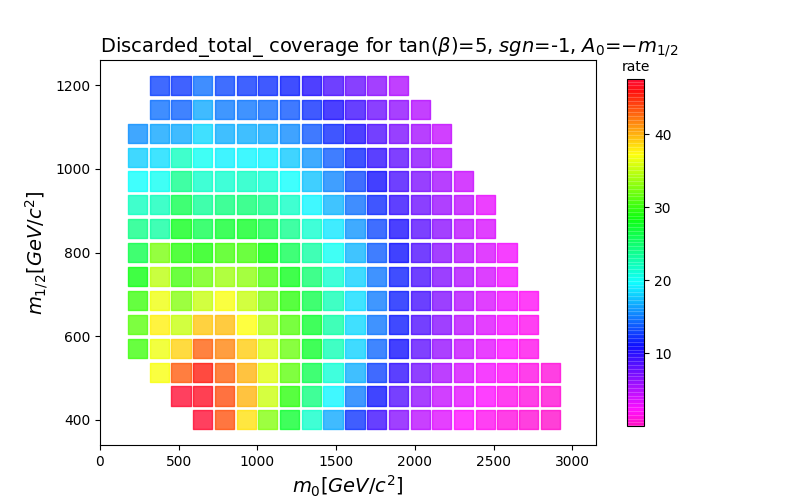 Discarded_total_ coverage for tan(β)=5, sgn=-1, A₀=−m₁/₂
rate
1200
1000
800
600
400
40
30
20
10
m₁/₂[GeV/c²]
0 500 1000 1500 2000 2500 3000
m₀[GeV/c²]